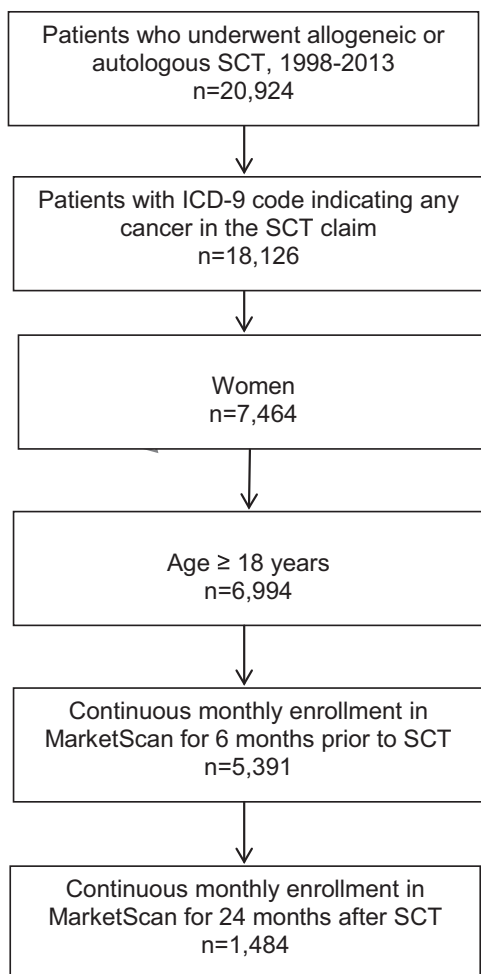 Patients who underwent allogeneic or
autologous SCT, 1998-2013
n=20,924
Patients with ICD-9 code indicating any
cancer in the SCT claim
n=18,126
Women
n=7,464
Age ≥ 18 years
n=6,994
Continuous monthly enrollment in
MarketScan for 6 months prior to SCT
n=5,391
Continuous monthly enrollment in
MarketScan for 24 months after SCT
n=1,484